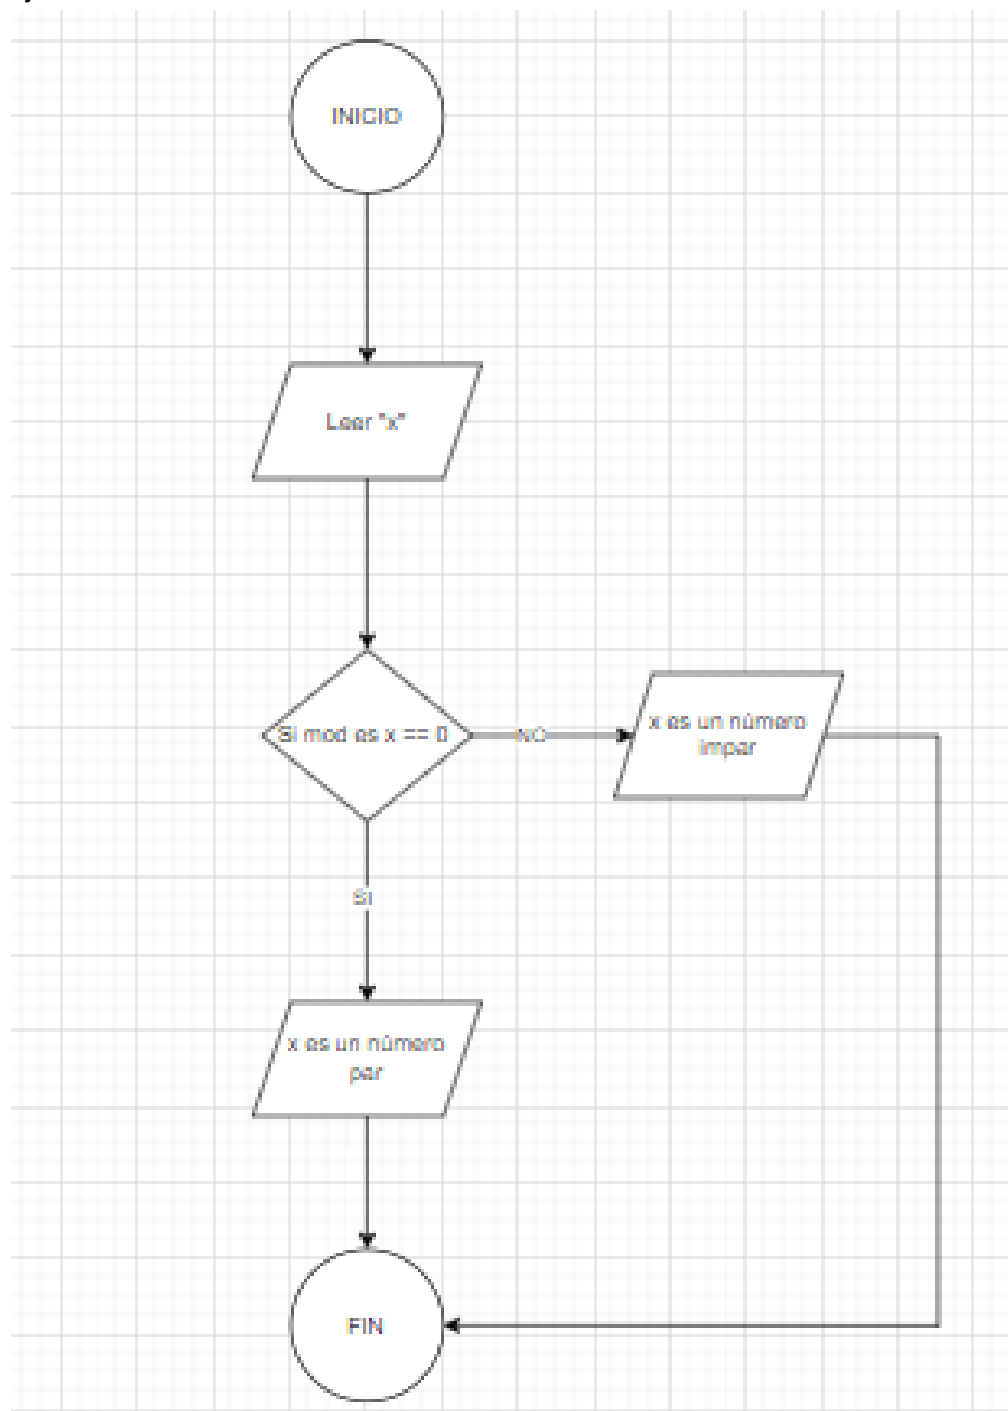 INICIO
Leer "x"
Si mod es x == 0
NO
x es un número
impar
SI
x es un número
par
FIN